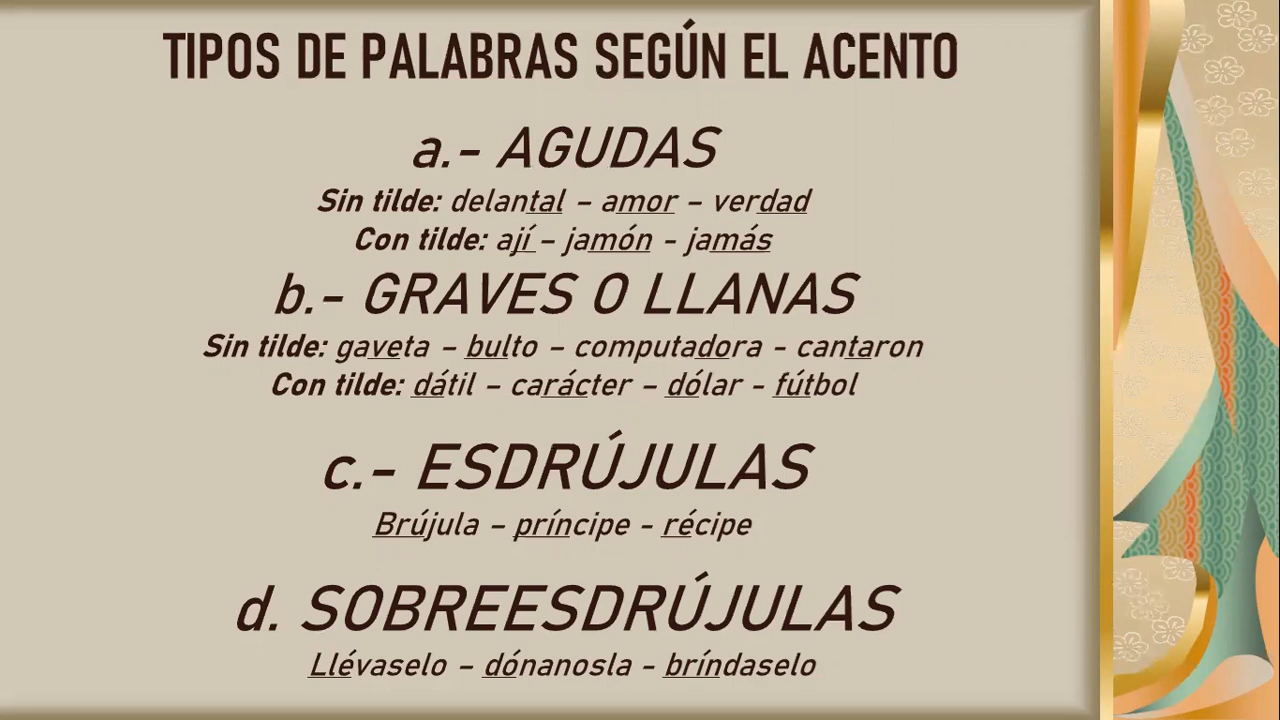 TIPOS DE PALABRAS SEGÚN EL ACENTO
a.- AGUDAS
Sin tilde: delantal – amor – verdad
Con tilde: ají – jamón - jamás
b.- GRAVES O LLANAS
Sin tilde: gaveta – bulto – computadora - cantaron
Con tilde: dátil – carácter – dólar - fútbol
c.- ESDRÚJULAS
Brújula – príncipe - récipe
d. SOBREESDRÚJULAS
Llévaselo – dónanosla - bríndaselo